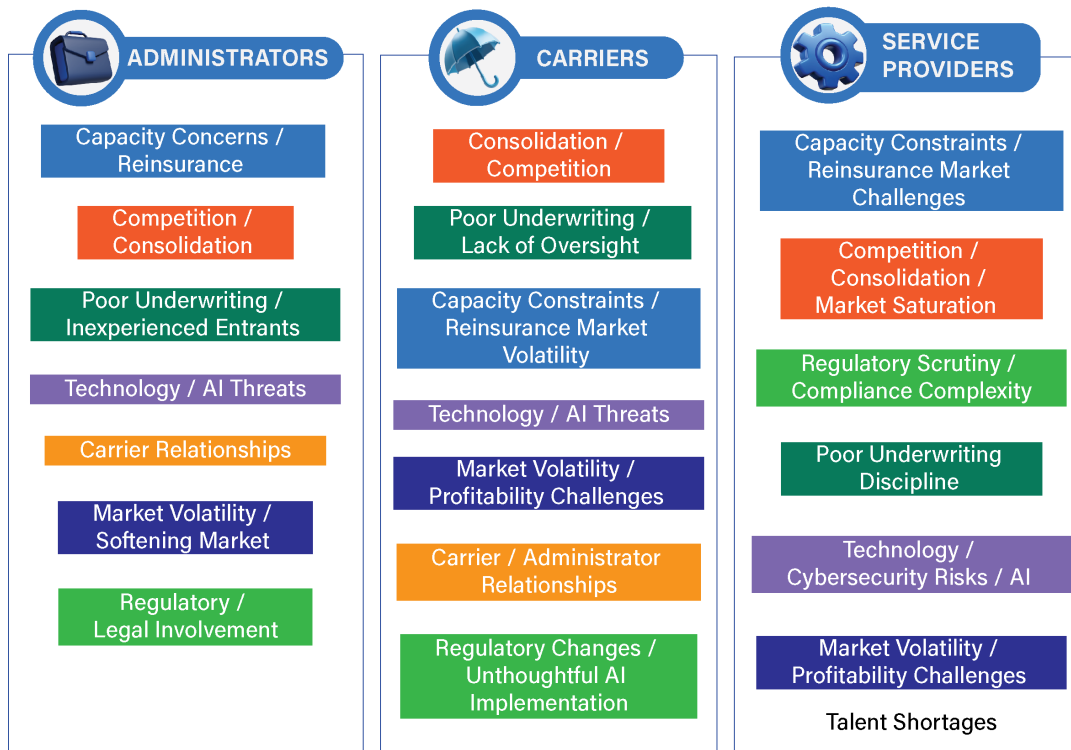 ADMINISTRATORS
Capacity Concerns /
Reinsurance
Competition /
Consolidation
Poor Underwriting /
Inexperienced Entrants
Technology / AI Threats
Carrier Relationships
Market Volatility /
Softening Market
Regulatory /
Legal Involvement
CARRIERS
Consolidation /
Competition
Poor Underwriting /
Lack of Oversight
Capacity Constraints /
Reinsurance Market
Volatility
Technology / AI Threats
Market Volatility /
Profitability Challenges
Carrier / Administrator
Relationships
Regulatory Changes /
Unthoughtful AI
Implementation
SERVICE
PROVIDERS
Capacity Constraints /
Reinsurance Market
Challenges
Competition /
Consolidation /
Market Saturation
Regulatory Scrutiny /
Compliance Complexity
Poor Underwriting
Discipline
Technology /
Cybersecurity Risks / AI
Market Volatility /
Profitability Challenges
Talent Shortages